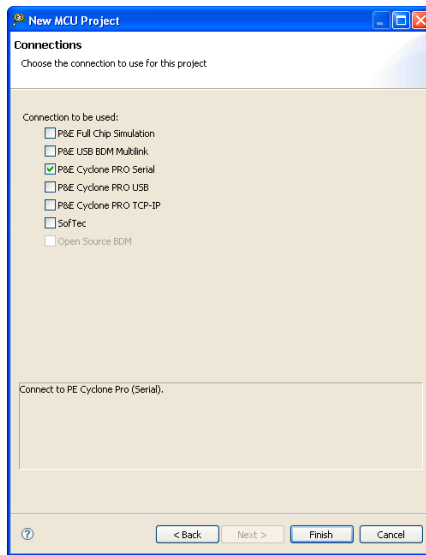 New MCU Project
Connections
Choose the connection to use for this project
Connection to be used:
P&E Full Chip Simulation
P&E USB BDM Multilink
P&E Cyclone PRO Serial
P&E Cyclone PRO USB
P&E Cyclone PRO TCP-IP
SofTec
Open Source BDM
Connect to PE Cyclone Pro (Serial).
? < Back Next > Finish Cancel